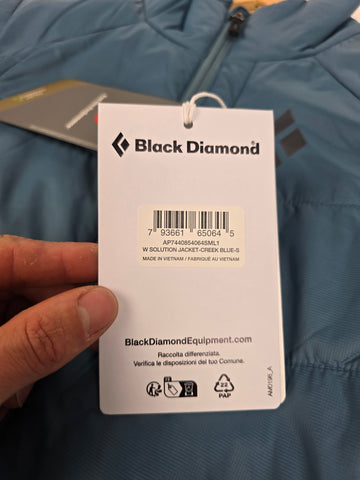 Black Diamond
7 93661 65064 5
AP7440654064SML1
W SOLUTION JACKET-CREEK BLUE-S
MADE IN VIETNAM / FABRIQUÉ AU VIETNAM
BlackDiamondEquipment.com
Raccolta differenziata.
Verifica le disposizioni del tuo Comune.
22
PAP